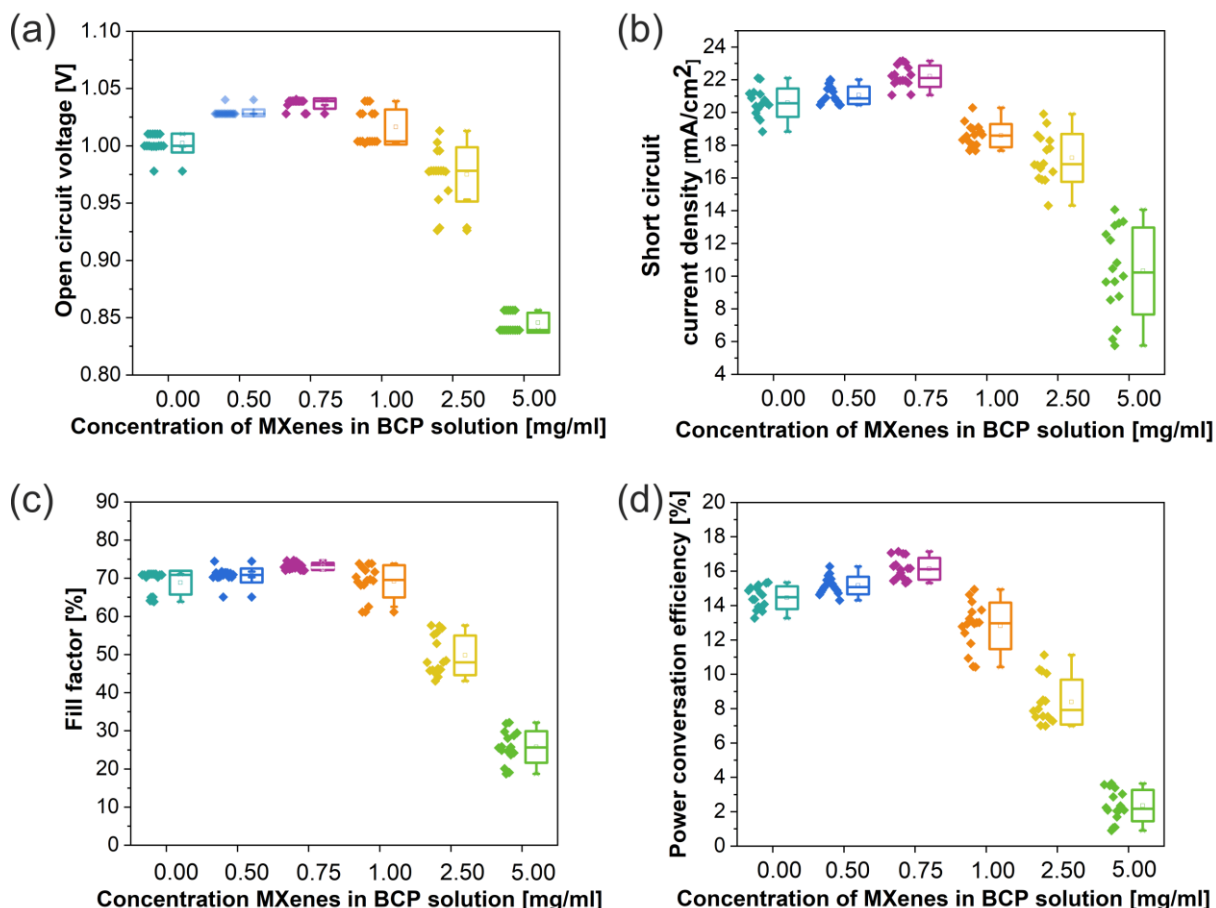 (a)
Open circuit voltage [V]
1.10
1.05
1.00
0.95
0.90
0.85
0.80
0.00 0.50 0.75 1.00 2.50 5.00
Concentration of MXenes in BCP solution [mg/ml]
(b)
Short circuit
current density [mA/cm²]
24
22
20
18
16
14
12
10
8
6
4
0.00 0.50 0.75 1.00 2.50 5.00
Concentration of MXenes in BCP solution [mg/ml]
(c)
Fill factor [%]
90
80
70
60
50
40
30
20
10
0
0.00 0.50 0.75 1.00 2.50 5.00
Concentration MXenes in BCP solution [mg/ml]
(d)
Power conversation efficiency [%]
20
18
16
14
12
10
8
6
4
2
0
0.00 0.50 0.75 1.00 2.50 5.00
Concentration of MXenes in BCP solution [mg/ml]